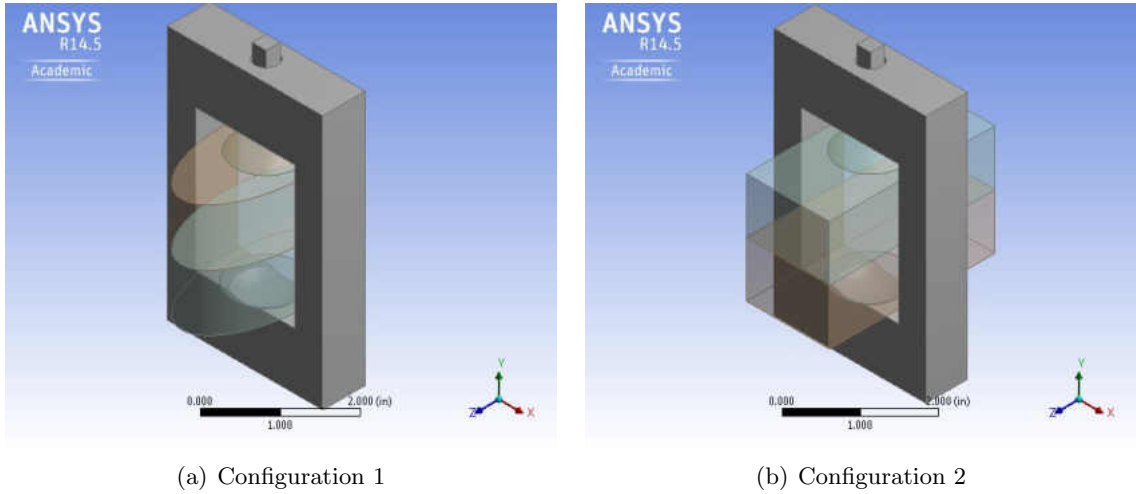 ANSYS
R14.5
Academic
0.000
2.000 (in)
1.000
Y
Z
X
(a) Configuration 1
ANSYS
R14.5
Academic
0.000
2.000 (in)
1.000
Y
Z
X
(b) Configuration 2